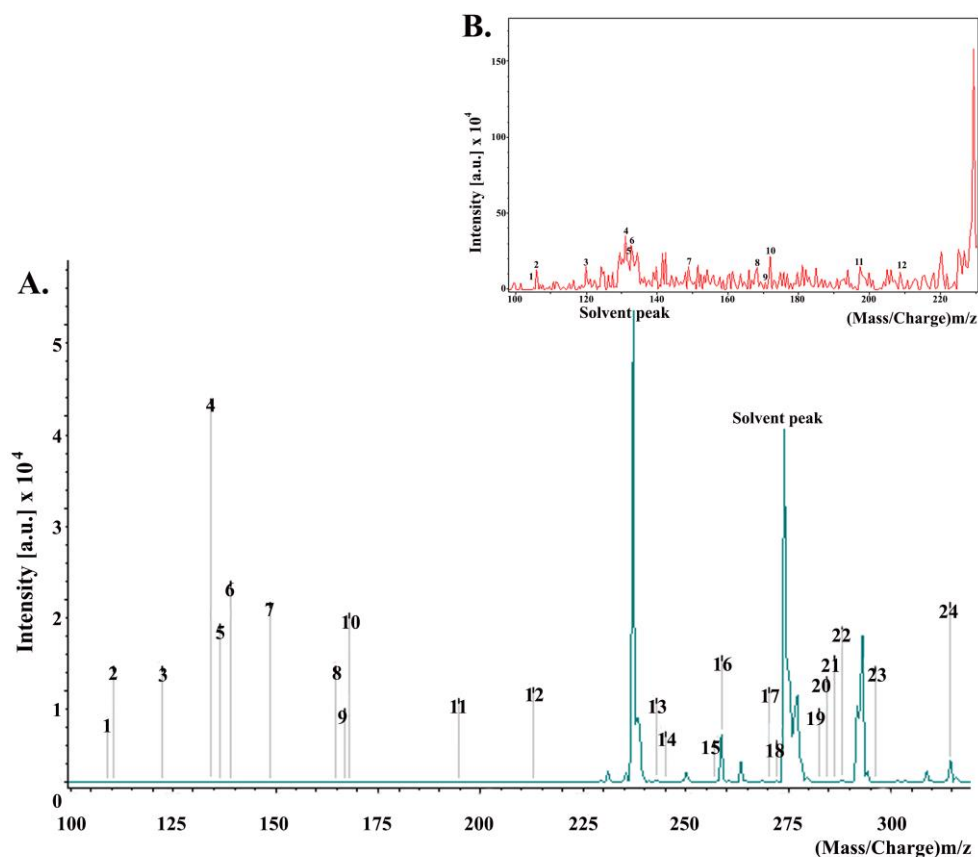 B.
Intensity [a.u.] x 10⁴
150
100
50
0
1 2 3 4 5 6 7 8 9 10 11 12
100 120 140 160 180 200 220
Solvent peak
(Mass/Charge)m/z
A.
Intensity [a.u.] x 10⁴
5
4
3
2
1
0
Solvent peak
1 2 3 4 5 6 7 8 9 10 11 12 13 14 15 16 17 18 19 20 21 22 23 24
100 125 150 175 200 225 250 275 300
(Mass/Charge)m/z